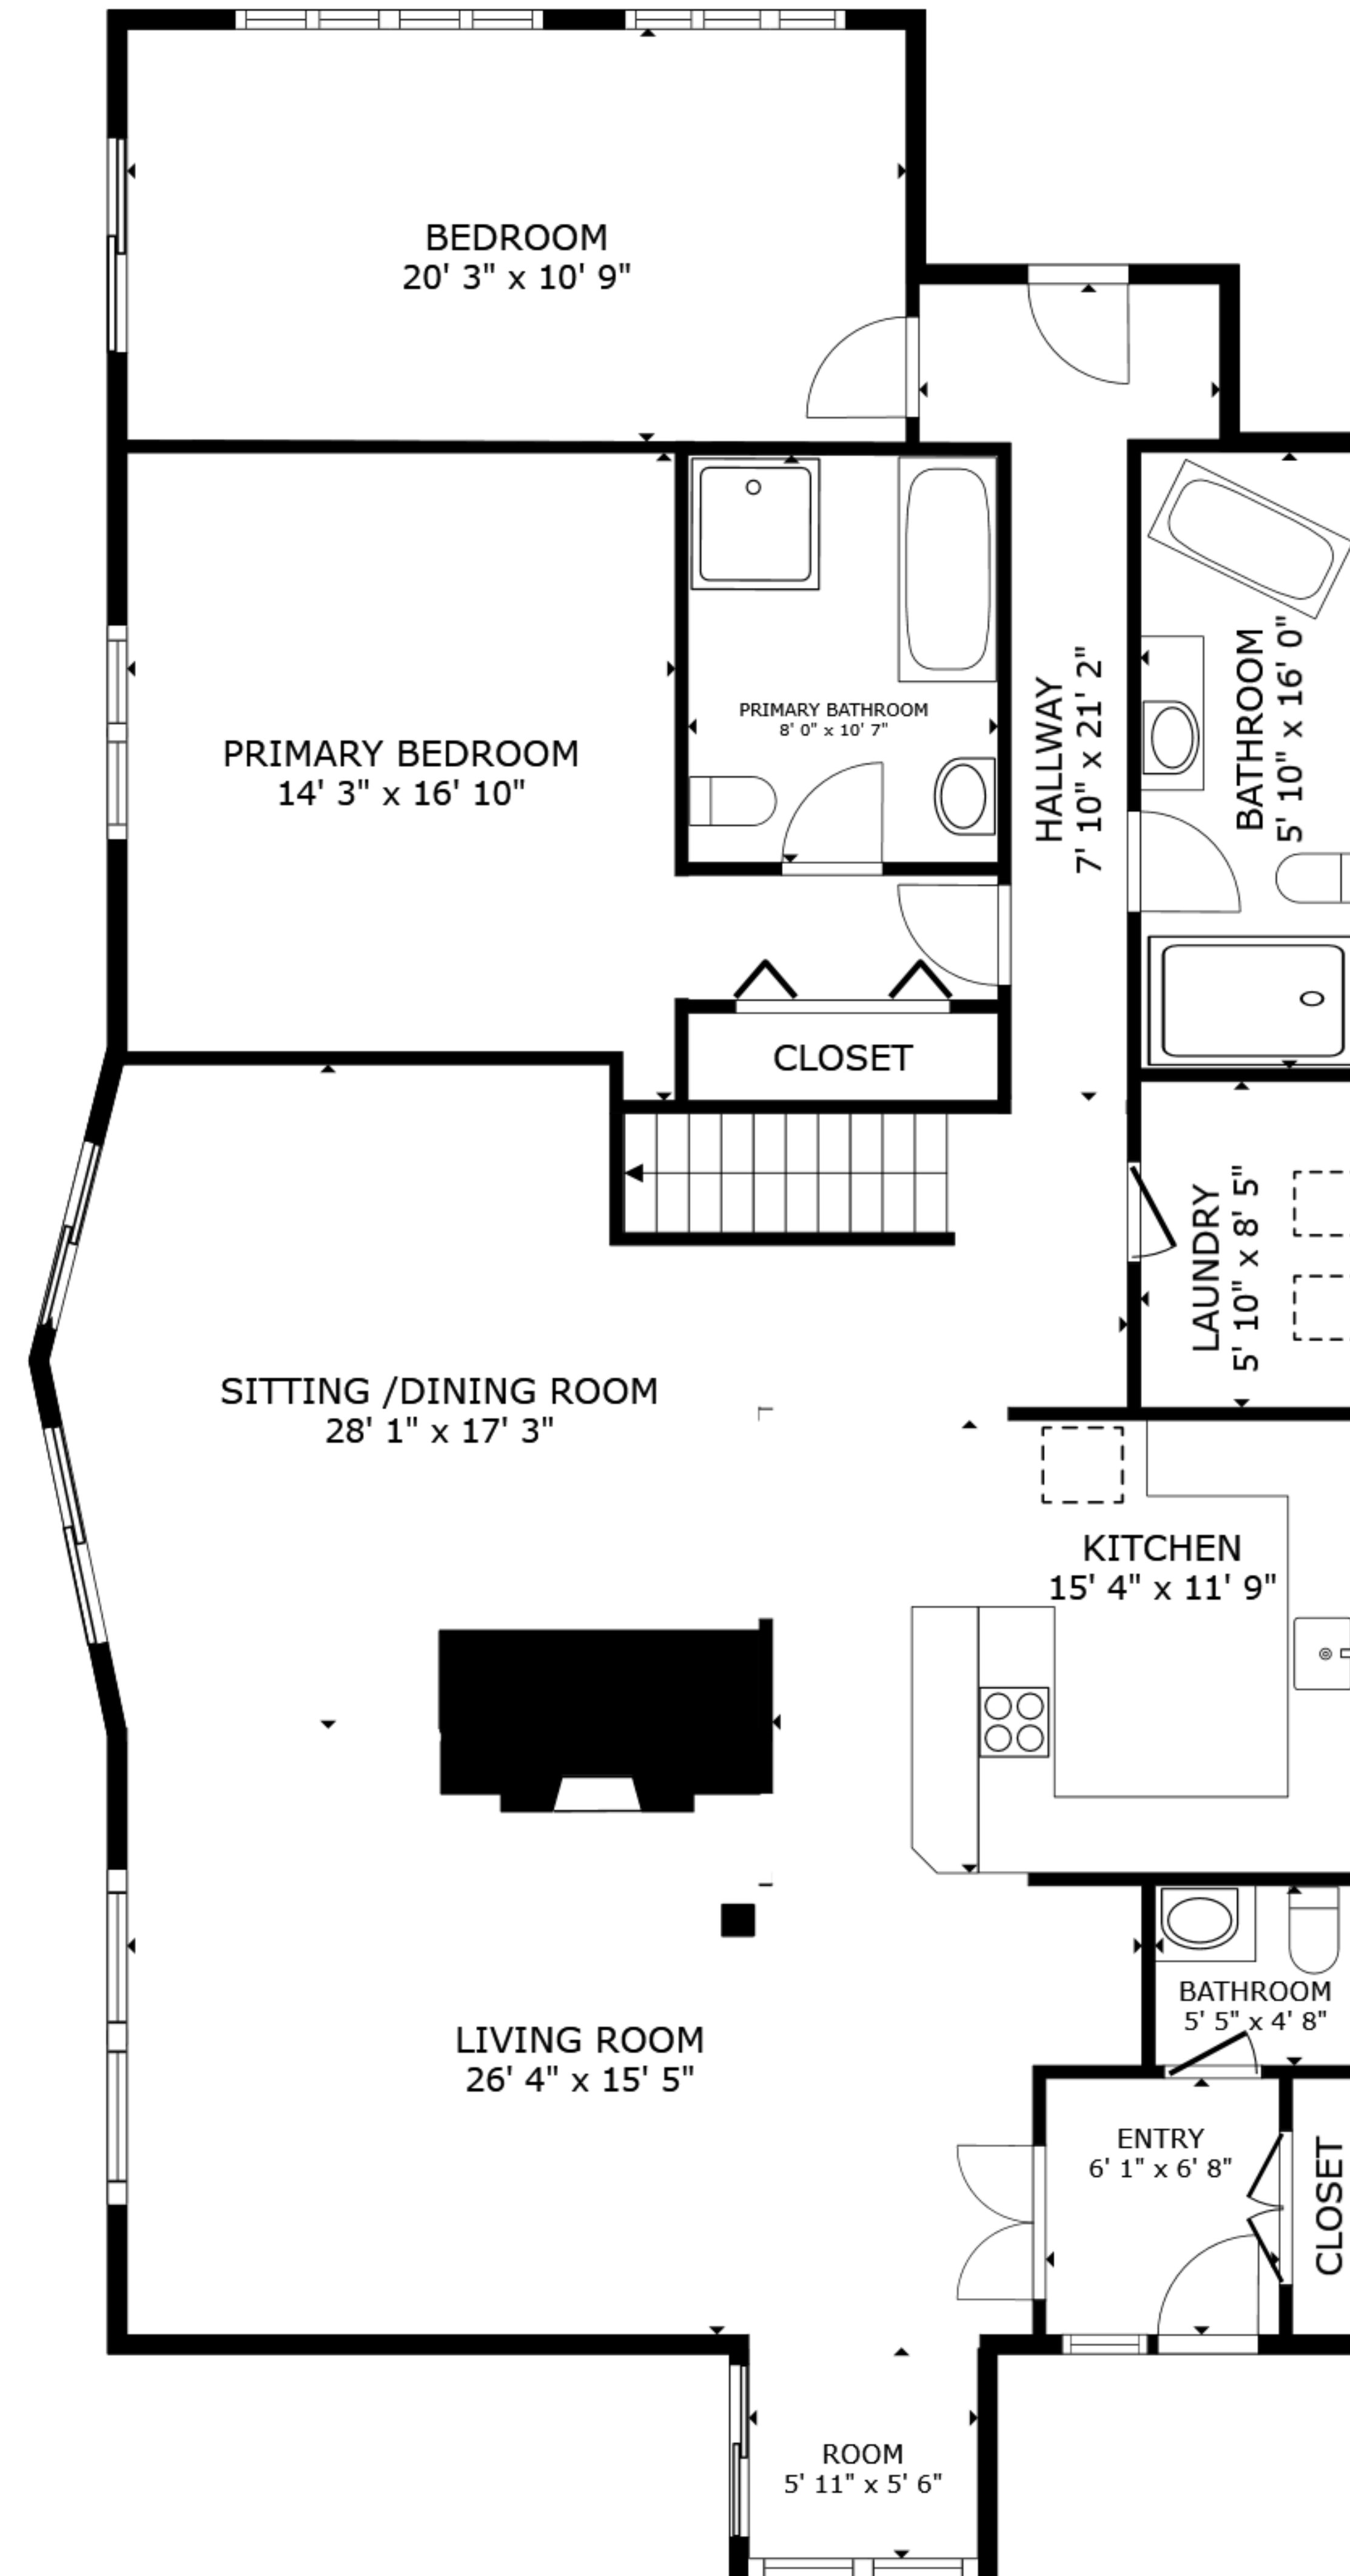 BEDROOM
20' 3" x 10' 9"
PRIMARY BATHROOM
8' 0" x 10' 7"
PRIMARY BEDROOM
14' 3" x 16' 10"
HALLWAY
7' 10" x 21' 2"
BATHROOM
5' 10" x 16' 0"
CLOSET
LAUNDRY
5' 10" x 8' 5"
SITTING /DINING ROOM
28' 1" x 17' 3"
KITCHEN
15' 4" x 11' 9"
BATHROOM
5' 5" x 4' 8"
LIVING ROOM
26' 4" x 15' 5"
ENTRY
6' 1" x 6' 8"
CLOSET
ROOM
5' 11" x 5' 6"